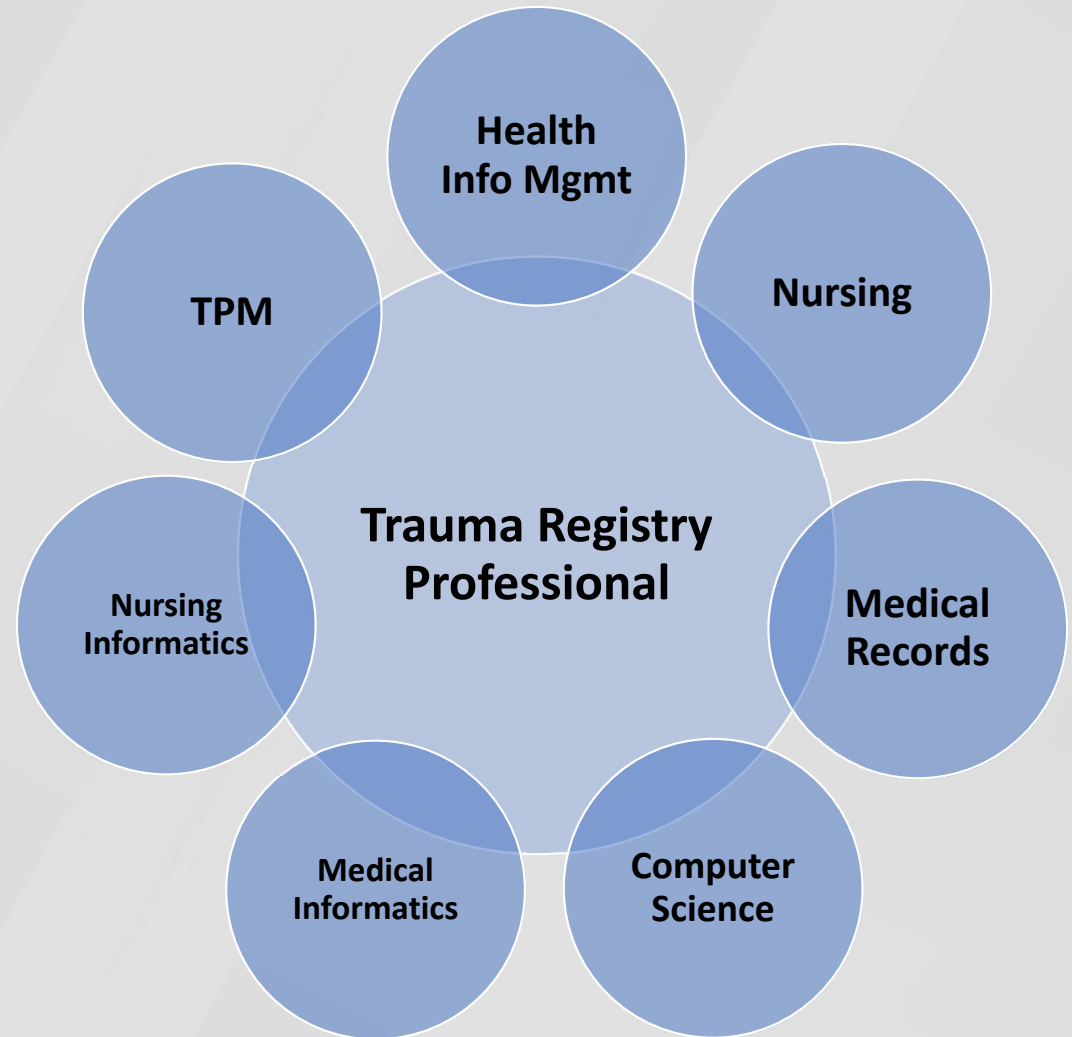 Health
Info Mgmt
Nursing
TPM
Trauma Registry
Professional
Medical
Records
Nursing
Informatics
Computer
Science
Medical
Informatics